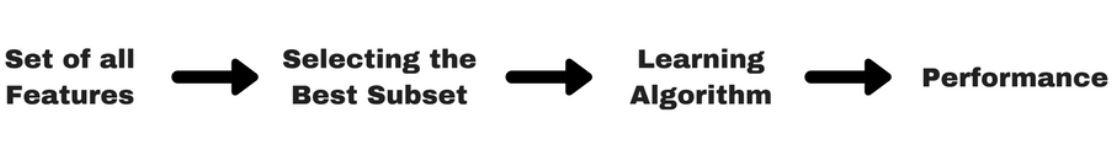 Set of all
Features
Selecting the
Best Subset
Learning
Algorithm
Performance